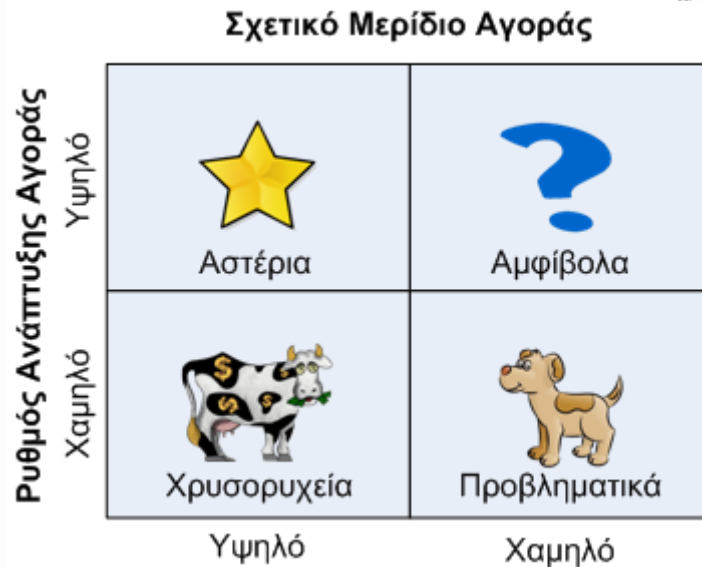 Σχετικό Μερίδιο Αγοράς
Ρυθμός Ανάπτυξης Αγοράς
Υψηλό
Αστέρια
Αμφίβολα
Χαμηλό
Χρυσορυχεία
Προβληματικά
Υψηλό
Χαμηλό